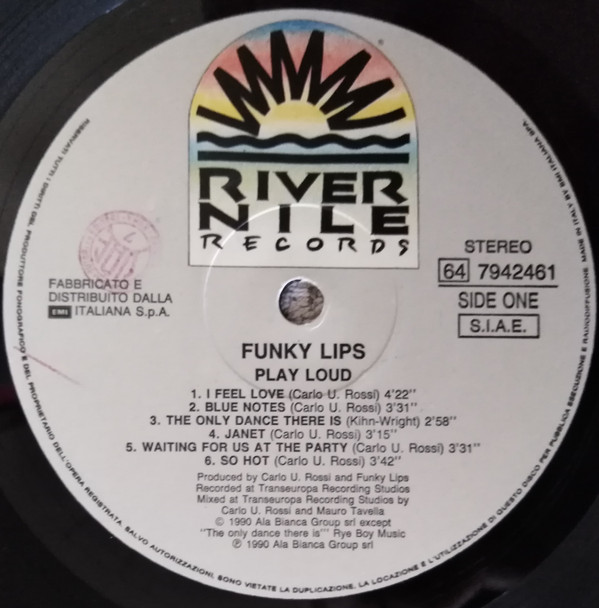 RIVER
NILE
RECORDS
STEREO
64 7942461
SIDE ONE
S.I.A.E.
FABBRICATO E
DISTRIBUITO DALLA
EMI ITALIANA S.p.A.
FUNKY LIPS
PLAY LOUD
1. I FEEL LOVE (Carlo U. Rossi) 4'22''
2. BLUE NOTES (Carlo U. Rossi) 3'31''
3. THE ONLY DANCE THERE IS (Kihn-Wright) 2'58''
4. JANET (Carlo U. Rossi) 3'15''
5. WAITING FOR US AT THE PARTY (Carlo U. Rossi) 3'31''
6. SO HOT (Carlo U. Rossi) 3'42''
Produced by Carlo U. Rossi and Funky Lips
Recorded at Transeuropa Recording Studios
Mixed at Transeuropa Recording Studios by
Carlo U. Rossi and Mauro Tavella
© 1990 Ala Bianca Group srl except
"The only dance there is''' Rye Boy Music
℗ 1990 Ala Bianca Group srl
RISERVATI TUTTI I DIRITTI DEL PRODUTTORE FONOGRAFICO E DEL PROPRIETARIO DELL'OPERA REGISTRATA. SALVO AUTORIZZAZIONI, SONO VIETATE LA DUPLICAZIONE, LA LOCAZIONE E L'UTILIZZAZIONE DI QUESTO DISCO PER PUBBLICA ESECUZIONE E RADIODIFFUSIONE. MADE IN ITALY BY EMI ITALIANA SPA.